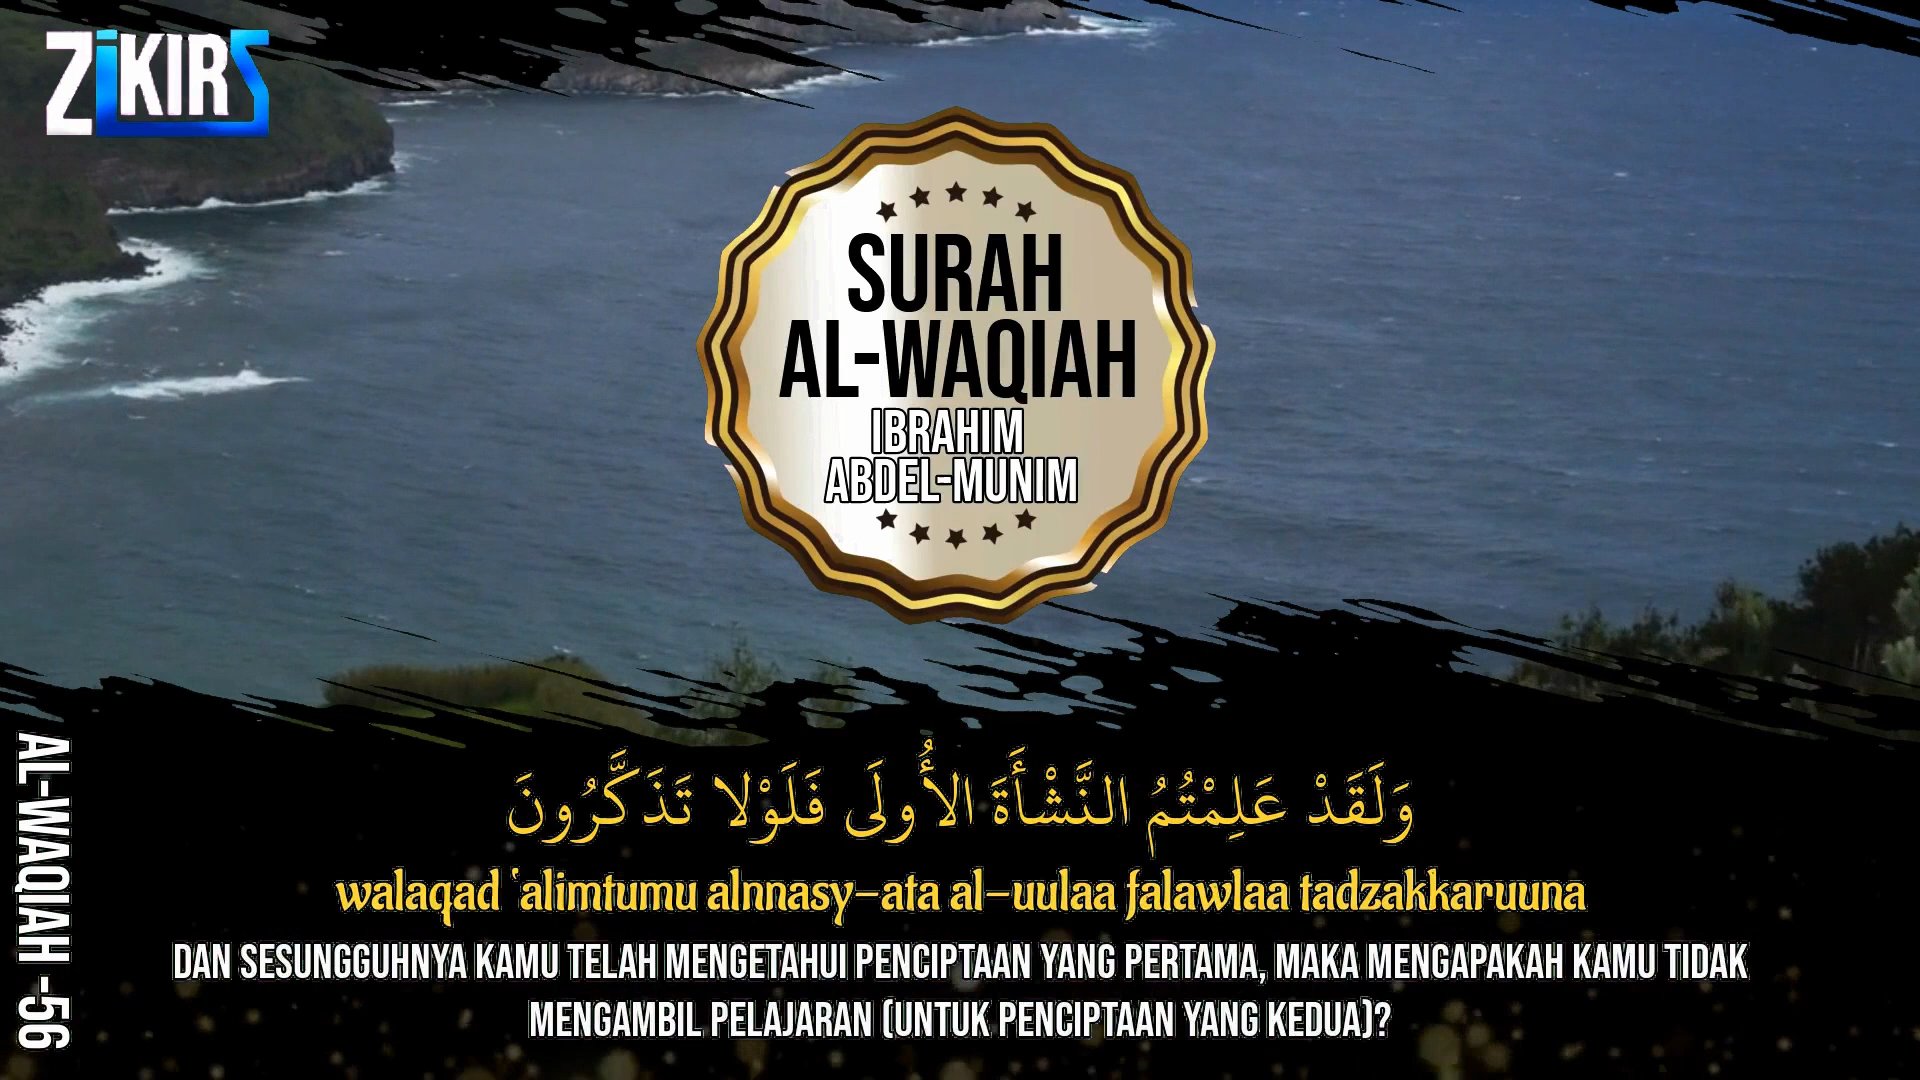 ZIKIRS
SURAH
AL-WAQIAH
IBRAHIM
ABDEL-MUNIM
وَلَقَدْ عَلِمْتُمُ النَّشْأَةَ الأُولَى فَلَوْلا تَذَكَّرُونَ
walaqad 'alimtumu alnnasy-ata al-uulaa falawlaa tadzakkaruuna
DAN SESUNGGUHNYA KAMU TELAH MENGETAHUI PENCIPTAAN YANG PERTAMA, MAKA MENGAPAKAH KAMU TIDAK
MENGAMBIL PELAJARAN (UNTUK PENCIPTAAN YANG KEDUA)?
AL-WAQIAH -56